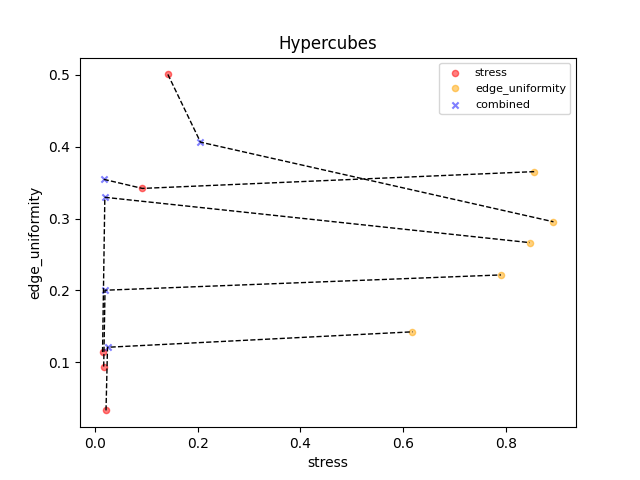 Hypercubes
stress
edge_uniformity
combined
0.5
0.4
0.3
0.2
0.1
edge_uniformity
0.0 0.2 0.4 0.6 0.8
stress